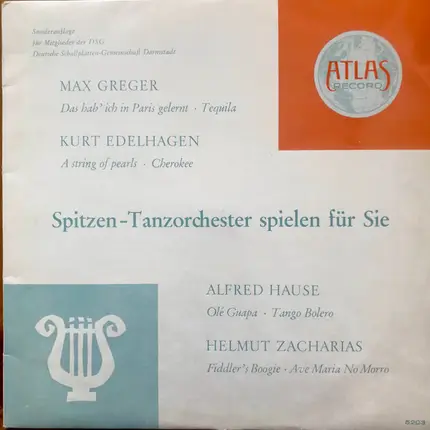 Sonderauflage
für Mitglieder der DSG
Deutsche Schallplatten-Gemeinschaft Darmstadt
ATLAS
RECORD
MAX GREGER
Das hab' ich in Paris gelernt · Tequila
KURT EDELHAGEN
A string of pearls · Cherokee
Spitzen-Tanzorchester spielen für Sie
ALFRED HAUSE
Olé Guapa · Tango Bolero
HELMUT ZACHARIAS
Fiddler's Boogie · Ave Maria No Morro
5203